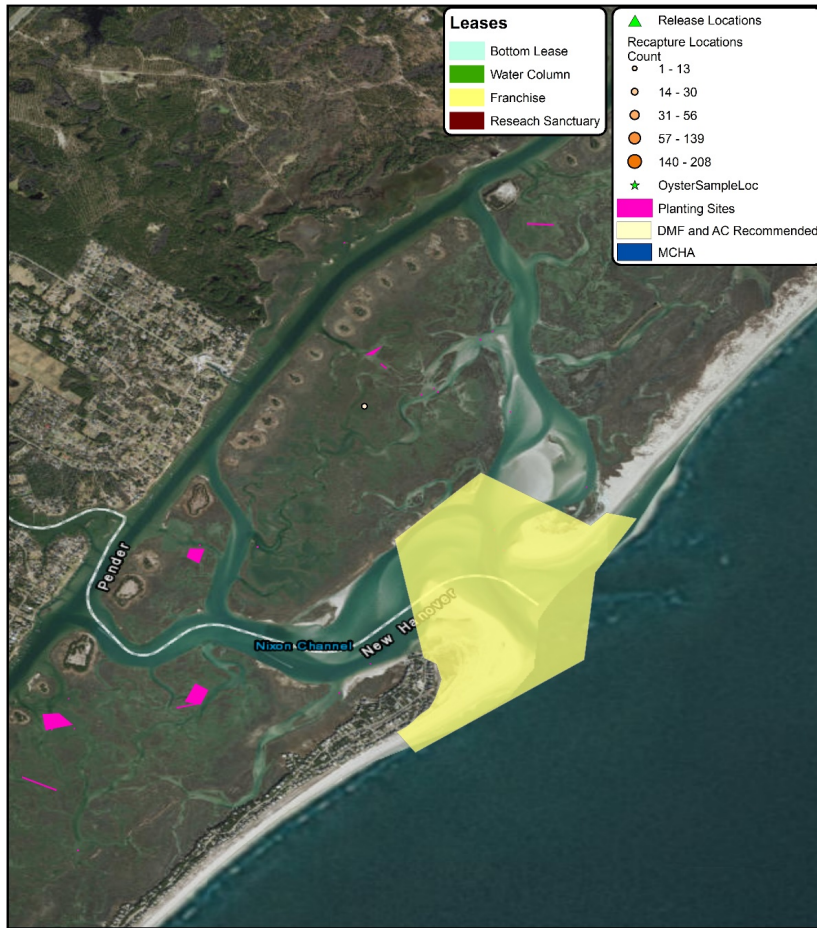 Leases
Bottom Lease
Water Column
Franchise
Reseach Sanctuary
Release Locations
Recapture Locations
Count
1 - 13
14 - 30
31 - 56
57 - 139
140 - 208
OysterSampleLoc
Planting Sites
DMF and AC Recommended
MCHA
Pender
New Hanover
Nixon Channel